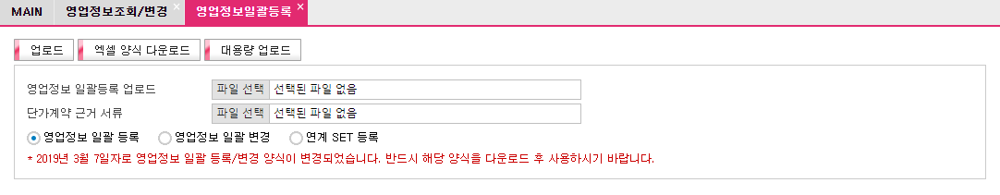 MAIN 영업정보조회/변경 × 영업정보일괄등록 ×
업로드 엑셀 양식 다운로드 대용량 업로드
영업정보 일괄등록 업로드 파일 선택 선택된 파일 없음
단가계약 근거 서류 파일 선택 선택된 파일 없음
영업정보 일괄 등록 영업정보 일괄 변경 연계 SET 등록
* 2019년 3월 7일자로 영업정보 일괄 등록/변경 양식이 변경되었습니다. 반드시 해당 양식을 다운로드 후 사용하시기 바랍니다.